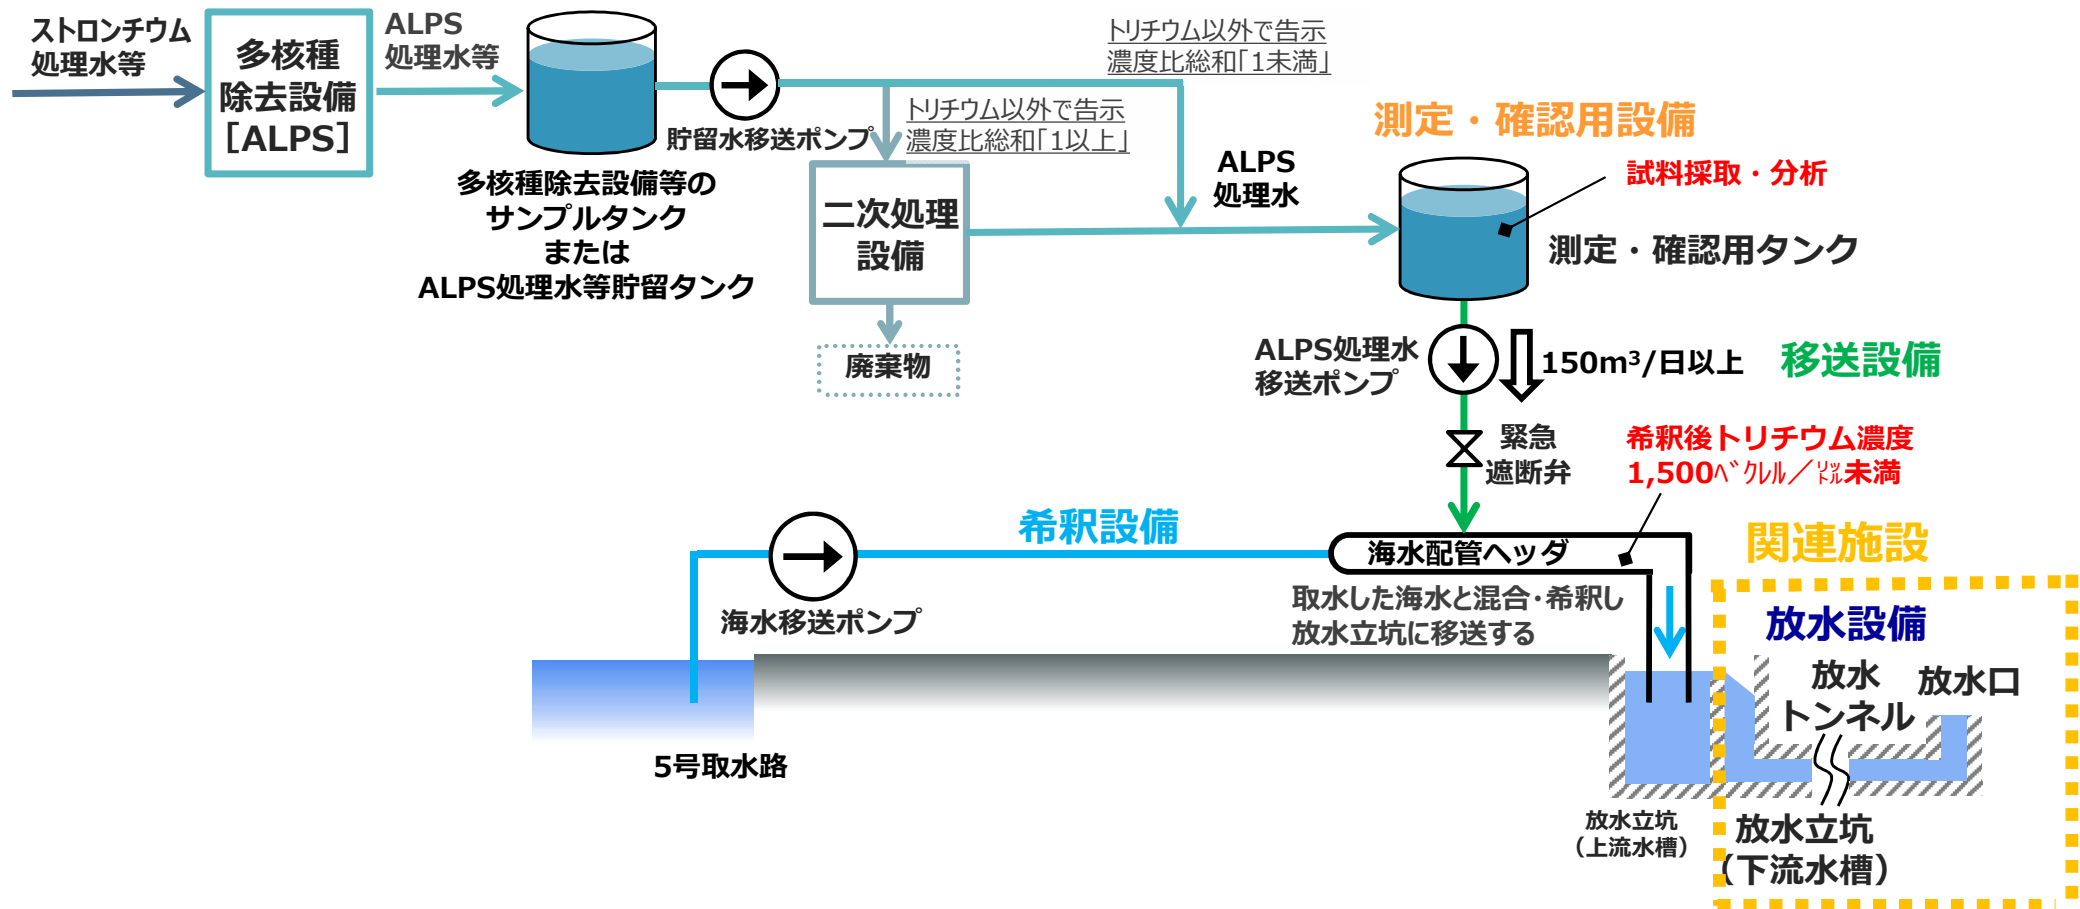 ストロンチウム
処理水等
多核種
除去設備
[ALPS]
ALPS
処理水等
多核種除去設備等の
サンプルタンク
または
ALPS処理水等貯留タンク
貯留水移送ポンプ
トリチウム以外で告示
濃度比総和「1未満」
トリチウム以外で告示
濃度比総和「1以上」
二次処理
設備
廃棄物
ALPS
処理水
測定・確認用設備
試料採取・分析
測定・確認用タンク
ALPS処理水
移送ポンプ
150m³/日以上
移送設備
緊急
遮断弁
希釈後トリチウム濃度
1,500ベクレル／リットル未満
希釈設備
海水移送ポンプ
海水配管ヘッダ
取水した海水と混合・希釈し
放水立坑に移送する
関連施設
放水設備
放水
トンネル
放水口
5号取水路
放水立坑
（上流水槽）
放水立坑
（下流水槽）